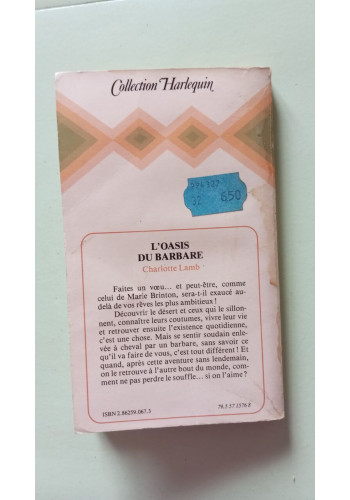 Collection Harlequin
650
L'OASIS
DU BARBARE
Charlotte Lamb
Faites un vœu... et peut-être, comme
celui de Marie Brinton, sera-t-il exaucé au-
delà de vos rêves les plus ambitieux !
Découvrir le désert et ceux qui le sillon-
nent, connaître leurs coutumes, vivre leur vie
et retrouver ensuite l'existence quotidienne,
c'est une chose. Mais se sentir soudain enle-
vée à cheval par un barbare, sans savoir ce
qu'il va faire de vous, c'est tout différent ! Et
quand, après cette aventure sans lendemain,
on le retrouve à l'autre bout du monde, com-
ment ne pas perdre le souffle... si on l'aime ?
ISBN 2.86259.067.3